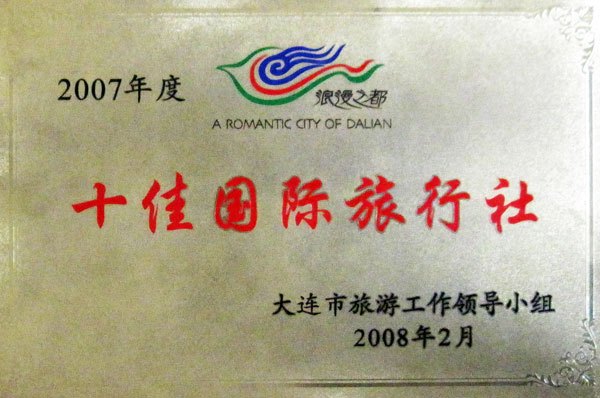 2007年度
浪漫之都
A ROMANTIC CITY OF DALIAN
十佳国际旅行社
大连市旅游工作领导小组
2008年2月